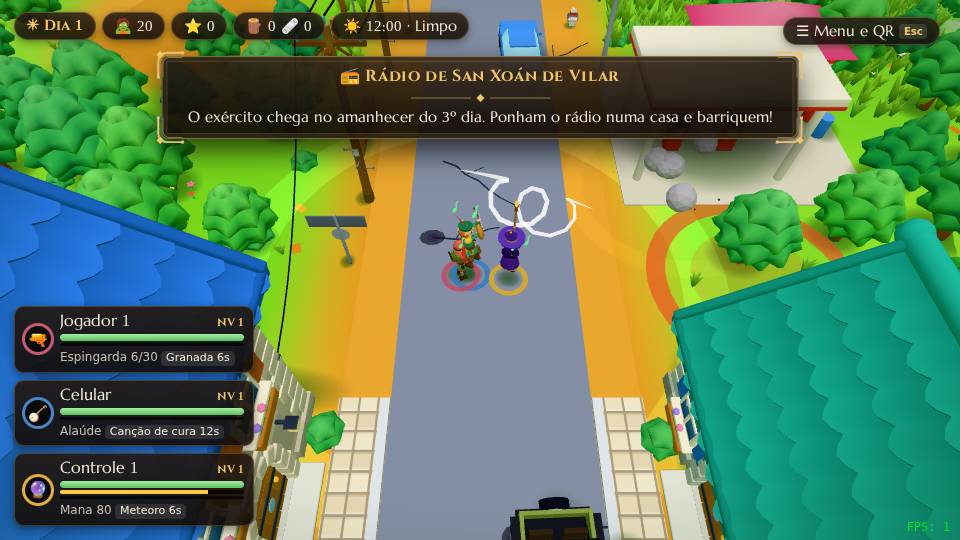 ☀ DIA 1
20
0
0
0
12:00 · Limpo
☰ Menu e QR Esc
RÁDIO DE SAN XOÁN DE VILAR
O exército chega no amanhecer do 3º dia. Ponham o rádio numa casa e barriquem!
Jogador 1 NV 1
Espingarda 6/30 Granada 6s
Celular NV 1
Alaúde Canção de cura 12s
Controle 1 NV 1
Mana 80 Meteoro 6s
FPS: 1